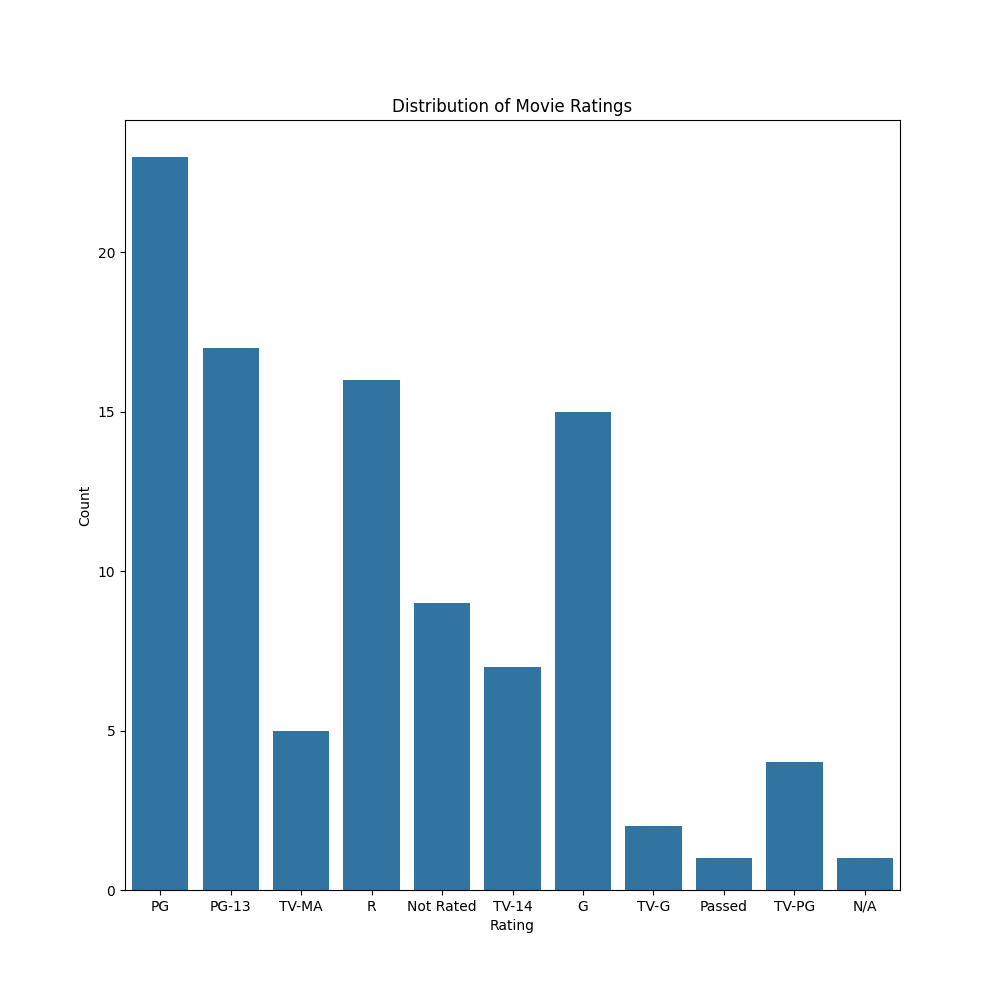 Distribution of Movie Ratings
Count
20
15
10
5
0
PG PG-13 TV-MA R Not Rated TV-14 G TV-G Passed TV-PG N/A
Rating